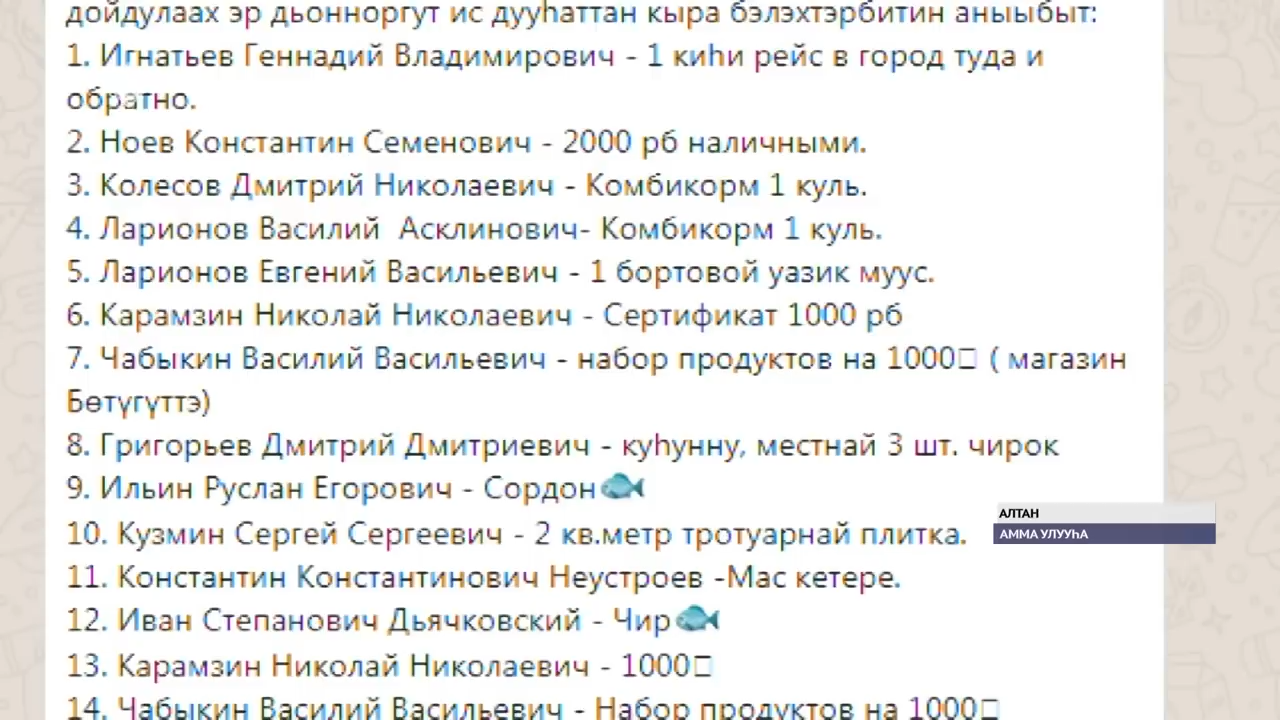 дойдулаах эр дьонноргут ис дууһаттан кыра бэлэхтэрбитин аныыбыт:
1. Игнатьев Геннадий Владимирович - 1 киһи рейс в город туда и
обратно.
2. Ноев Константин Семенович - 2000 рб наличными.
3. Колесов Дмитрий Николаевич - Комбикорм 1 куль.
4. Ларионов Василий  Асклинович- Комбикорм 1 куль.
5. Ларионов Евгений Васильевич - 1 бортовой уазик муус.
6. Карамзин Николай Николаевич - Сертификат 1000 рб
7. Чабыкин Василий Васильевич - набор продуктов на 1000□ ( магазин
Бөтүгүттэ)
8. Григорьев Дмитрий Дмитриевич - куһунну, местнай 3 шт. чирок
9. Ильин Руслан Егорович - Сордон🐟
10. Кузмин Сергей Сергеевич - 2 кв.метр тротуарнай плитка.
АЛТАН
АММА УЛУУҺА
11. Константин Константинович Неустроев -Мас кетере.
12. Иван Степанович Дьячковский - Чир🐟
13. Карамзин Николай Николаевич - 1000□
14. Чабыкин Василий Васильевич - Набор продуктов на 1000□